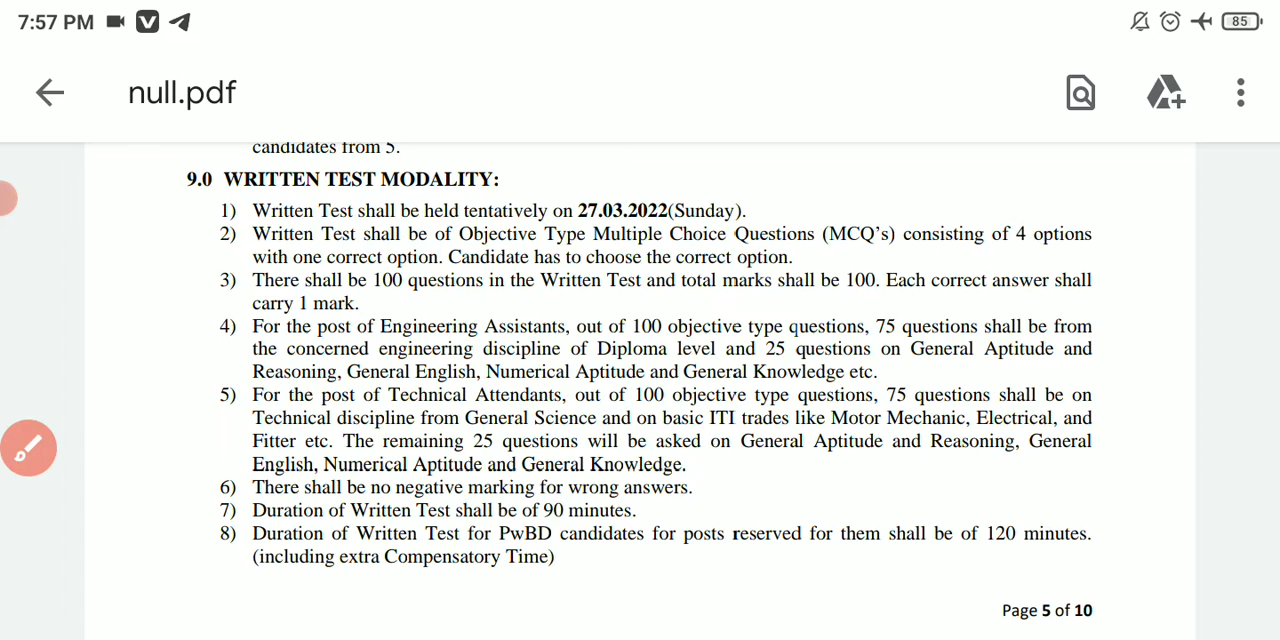 7:57 PM V 85
null.pdf
candidates from 5.
9.0 WRITTEN TEST MODALITY:
1) Written Test shall be held tentatively on 27.03.2022(Sunday).
2) Written Test shall be of Objective Type Multiple Choice Questions (MCQ's) consisting of 4 options
with one correct option. Candidate has to choose the correct option.
3) There shall be 100 questions in the Written Test and total marks shall be 100. Each correct answer shall
carry 1 mark.
4) For the post of Engineering Assistants, out of 100 objective type questions, 75 questions shall be from
the concerned engineering discipline of Diploma level and 25 questions on General Aptitude and
Reasoning, General English, Numerical Aptitude and General Knowledge etc.
5) For the post of Technical Attendants, out of 100 objective type questions, 75 questions shall be on
Technical discipline from General Science and on basic ITI trades like Motor Mechanic, Electrical, and
Fitter etc. The remaining 25 questions will be asked on General Aptitude and Reasoning, General
English, Numerical Aptitude and General Knowledge.
6) There shall be no negative marking for wrong answers.
7) Duration of Written Test shall be of 90 minutes.
8) Duration of Written Test for PwBD candidates for posts reserved for them shall be of 120 minutes.
(including extra Compensatory Time)
Page 5 of 10